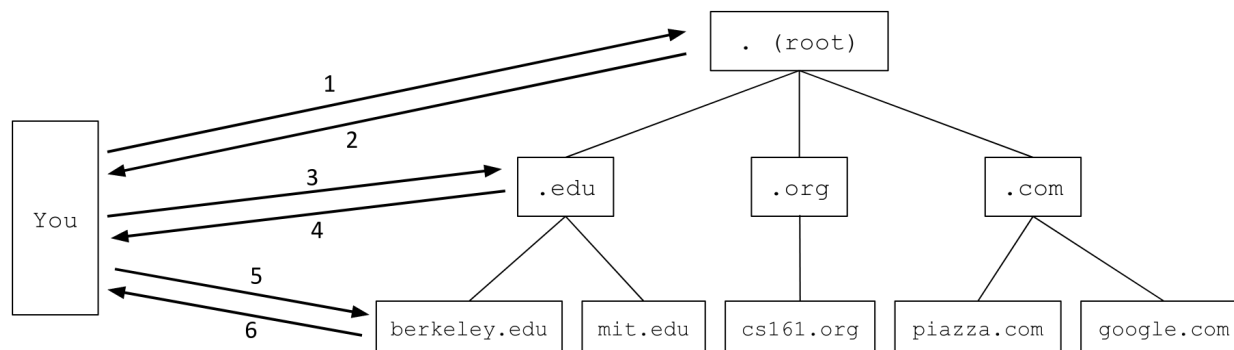 . (root)
1
2
3
.edu
.org
.com
You
4
5
6
berkeley.edu
mit.edu
cs161.org
piazza.com
google.com